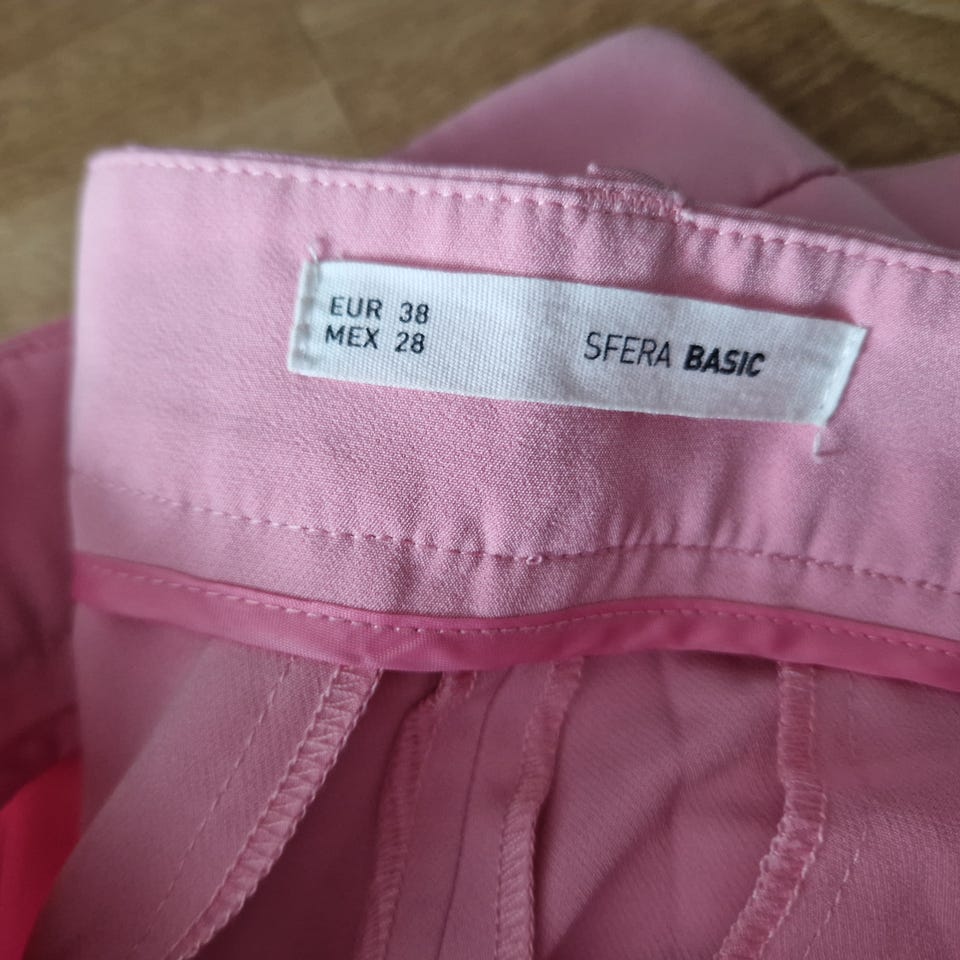 EUR 38
MEX 28
SFERA BASIC